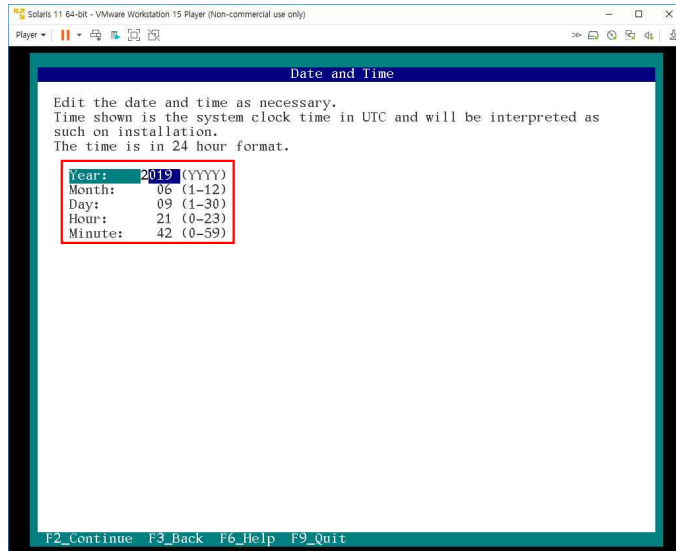 Solaris 11 64-bit - VMware Workstation 15 Player (Non-commercial use only)
Player
Date and Time
Edit the date and time as necessary.
Time shown is the system clock time in UTC and will be interpreted as
such on installation.
The time is in 24 hour format.
Year: 2019 (YYYY)
Month: 06 (1-12)
Day: 09 (1-30)
Hour: 21 (0-23)
Minute: 42 (0-59)
F2_Continue F3_Back F6_Help F9_Quit